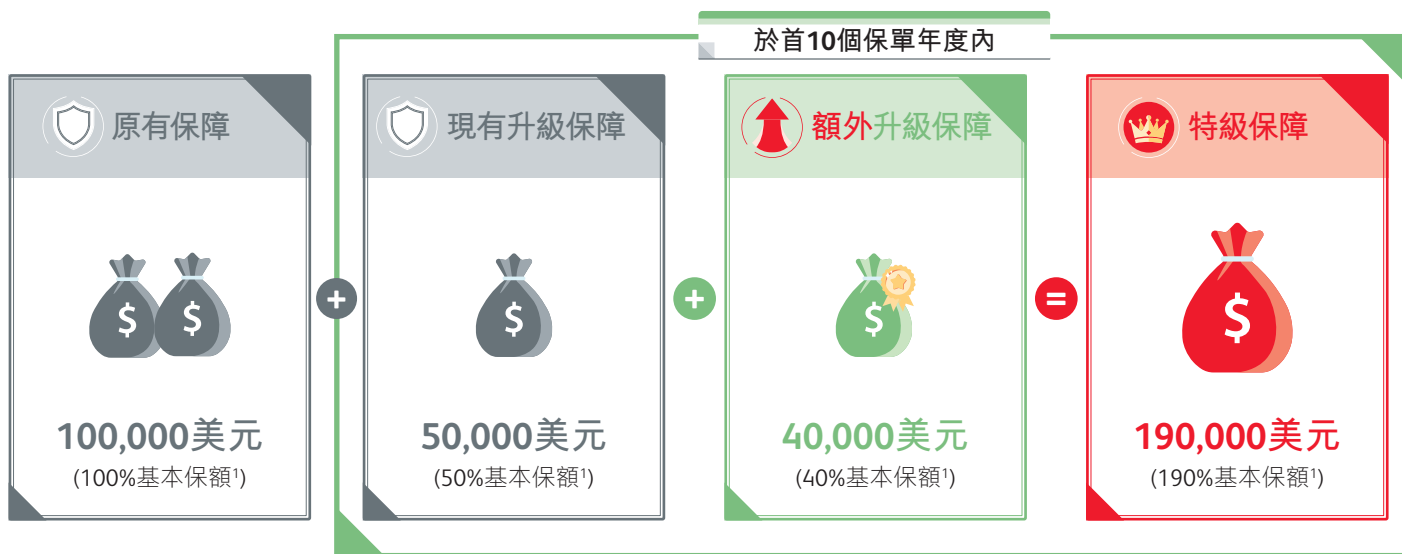 於首10個保單年度內
原有保障
現有升級保障
額外升級保障
特級保障
$ $
$
$
$
+
+
=
100,000美元
(100%基本保額¹)
50,000美元
(50%基本保額¹)
40,000美元
(40%基本保額¹)
190,000美元
(190%基本保額¹)